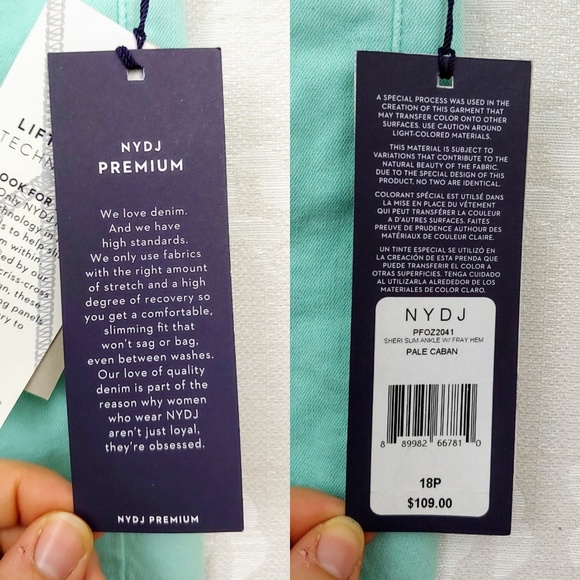 LIFT
TECHN
OOK FOR
Only NYDJ
NYDJ
PREMIUM
We love denim.
And we have
high standards.
We only use fabrics
with the right amount
of stretch and a high
degree of recovery so
you get a comfortable,
slimming fit that
won't sag or bag,
even between washes.
Our love of quality
denim is part of the
reason why women
who wear NYDJ
aren't just loyal,
they're obsessed.
NYDJ PREMIUM
A SPECIAL PROCESS WAS USED IN THE
CREATION OF THIS GARMENT THAT
MAY TRANSFER COLOR ONTO OTHER
SURFACES. USE CAUTION AROUND
LIGHT-COLORED MATERIALS.
THIS MATERIAL IS SUBJECT TO
VARIATIONS THAT CONTRIBUTE TO THE
NATURAL BEAUTY OF THE FABRIC.
DUE TO THE SPECIAL DESIGN OF THIS
PRODUCT, NO TWO ARE IDENTICAL.
COLORANT SPÉCIAL EST UTILISÉ DANS
LA MISE EN PLACE DU VÊTEMENT
QUI PEUT TRANSFÉRER LA COULEUR
A D'AUTRES SURFACES. FAITES
PREUVE DE PRUDENCE AUTHOUR DES
MATÉRIAUX DE COULEUR CLAIRE.
UN TINTE ESPECIAL SE UTILIZÓ EN
LA CREACIÓN DE ESTA PRENDA QUE
PUEDE TRANSFERIR EL COLOR A
OTRAS SUPERFICIES. TENGA CUIDADO
AL UTILIZARLA ALREDEDOR DE LOS
MATERIALES DE COLOR CLARO.
NYDJ
PFOZ2041
SHERI SLIM ANKLE W/ FRAY HEM
PALE CABAN
8 89982 66781 0
18P
$109.00